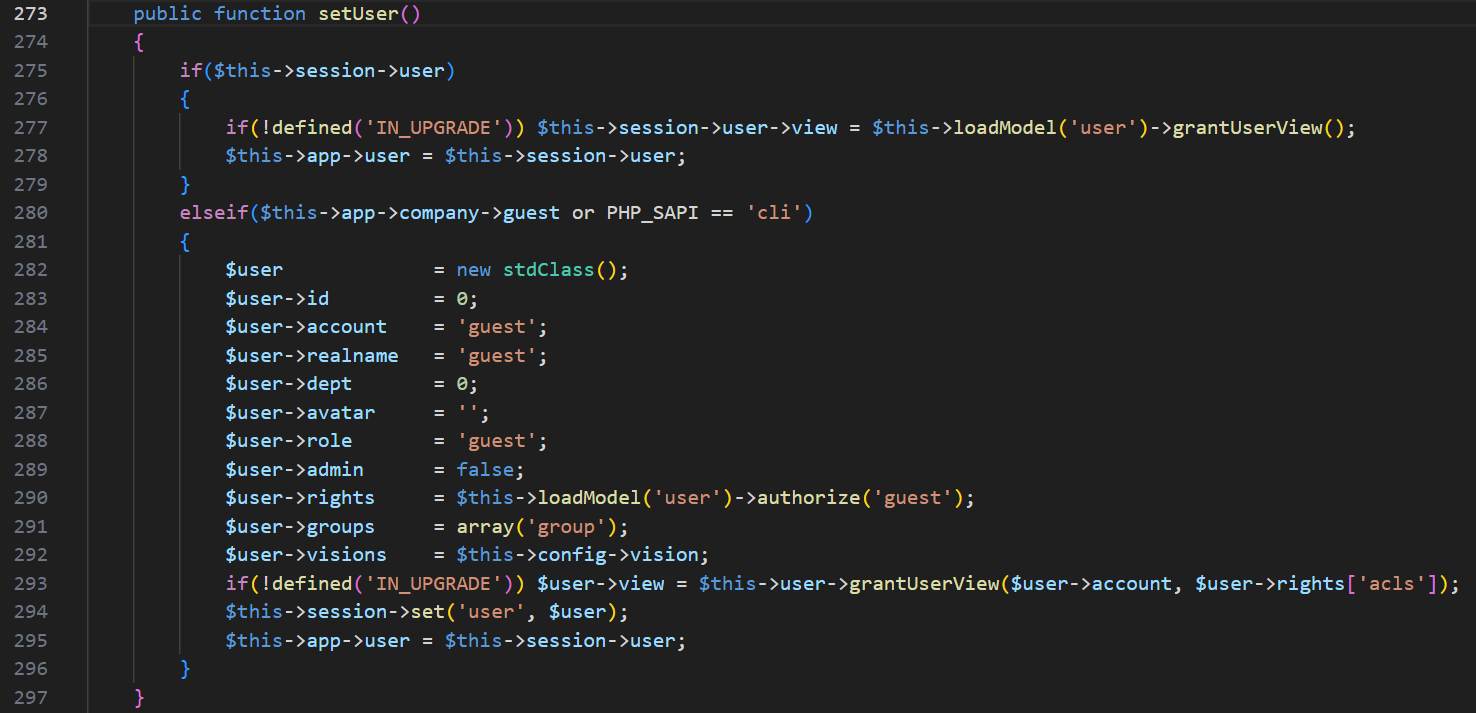 273 public function setUser()
274 {
275 if($this->session->user)
276 {
277 if(!defined('IN_UPGRADE')) $this->session->user->view = $this->loadModel('user')->grantUserView();
278 $this->app->user = $this->session->user;
279 }
280 elseif($this->app->company->guest or PHP_SAPI == 'cli')
281 {
282 $user = new stdClass();
283 $user->id = 0;
284 $user->account = 'guest';
285 $user->realname = 'guest';
286 $user->dept = 0;
287 $user->avatar = '';
288 $user->role = 'guest';
289 $user->admin = false;
290 $user->rights = $this->loadModel('user')->authorize('guest');
291 $user->groups = array('group');
292 $user->visions = $this->config->vision;
293 if(!defined('IN_UPGRADE')) $user->view = $this->user->grantUserView($user->account, $user->rights['acls']);
294 $this->session->set('user', $user);
295 $this->app->user = $this->session->user;
296 }
297 }